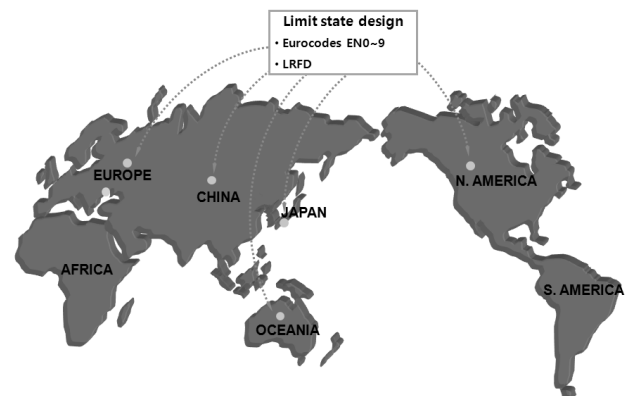 Limit state design
• Eurocodes EN0~9
• LRFD
EUROPE
CHINA
JAPAN
N. AMERICA
AFRICA
OCEANIA
S. AMERICA